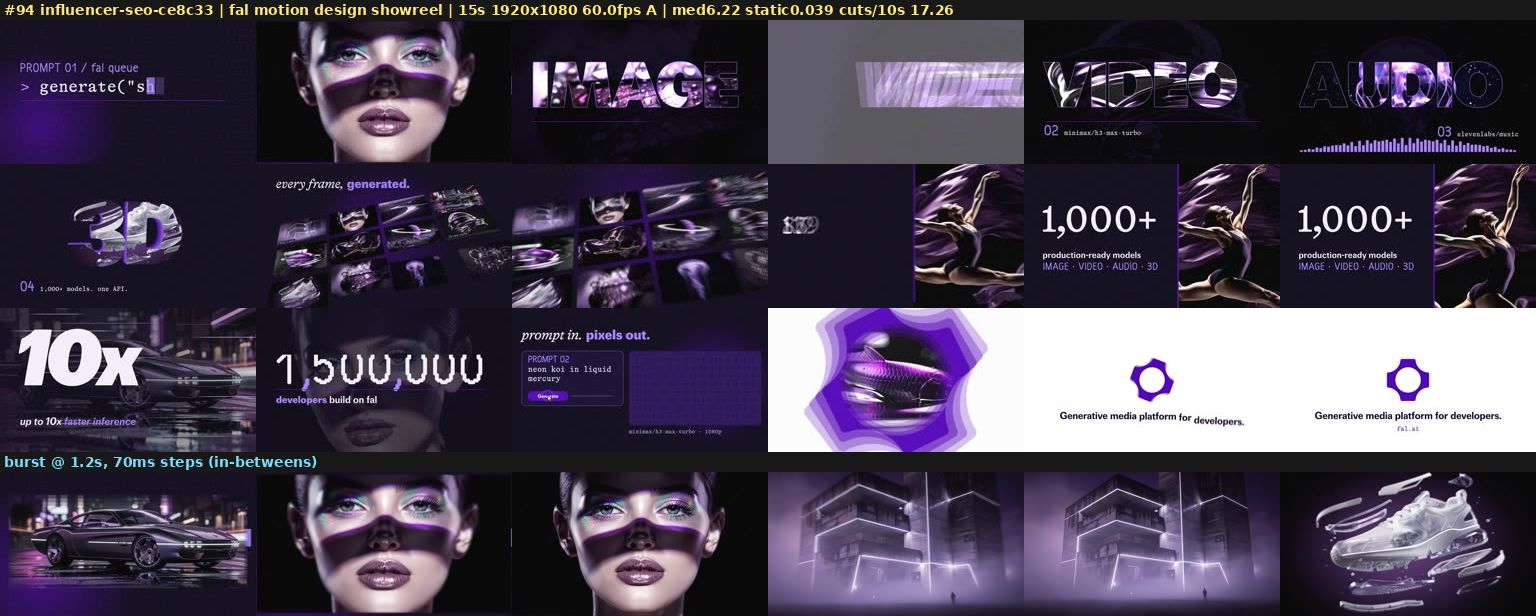 #94 influencer-seo-ce8c33 | fal motion design showreel | 15s 1920x1080 60.0fps A | med6.22 static0.039 cuts/10s 17.26
PROMPT 01 / fal queue
> generate("sh
IMAGE
VIDEO
02 minimax/h3-max-turbo
AUDIO
03 elevenlabs/music
3D
04 1,000+ models. one API.
every frame, generated.
1,000+
production-ready models
IMAGE · VIDEO · AUDIO · 3D
1,000+
production-ready models
IMAGE · VIDEO · AUDIO · 3D
10x
up to 10x faster inference
1,500,000
developers build on fal
prompt in. pixels out.
PROMPT 02
neon koi in liquid
mercury
Generate
minimax/h3-max-turbo · 1080p
Generative media platform for developers.
Generative media platform for developers.
fal.ai
burst @ 1.2s, 70ms steps (in-betweens)